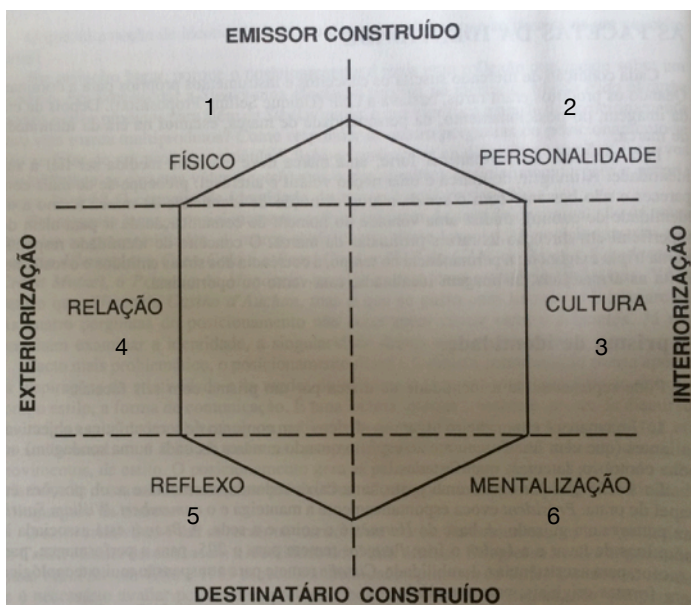 EMISSOR CONSTRUÍDO
1
2
FÍSICO
PERSONALIDADE
EXTERIORIZAÇÃO
RELAÇÃO
CULTURA
INTERIORIZAÇÃO
4
3
REFLEXO
MENTALIZAÇÃO
5
6
DESTINATÁRIO CONSTRUÍDO